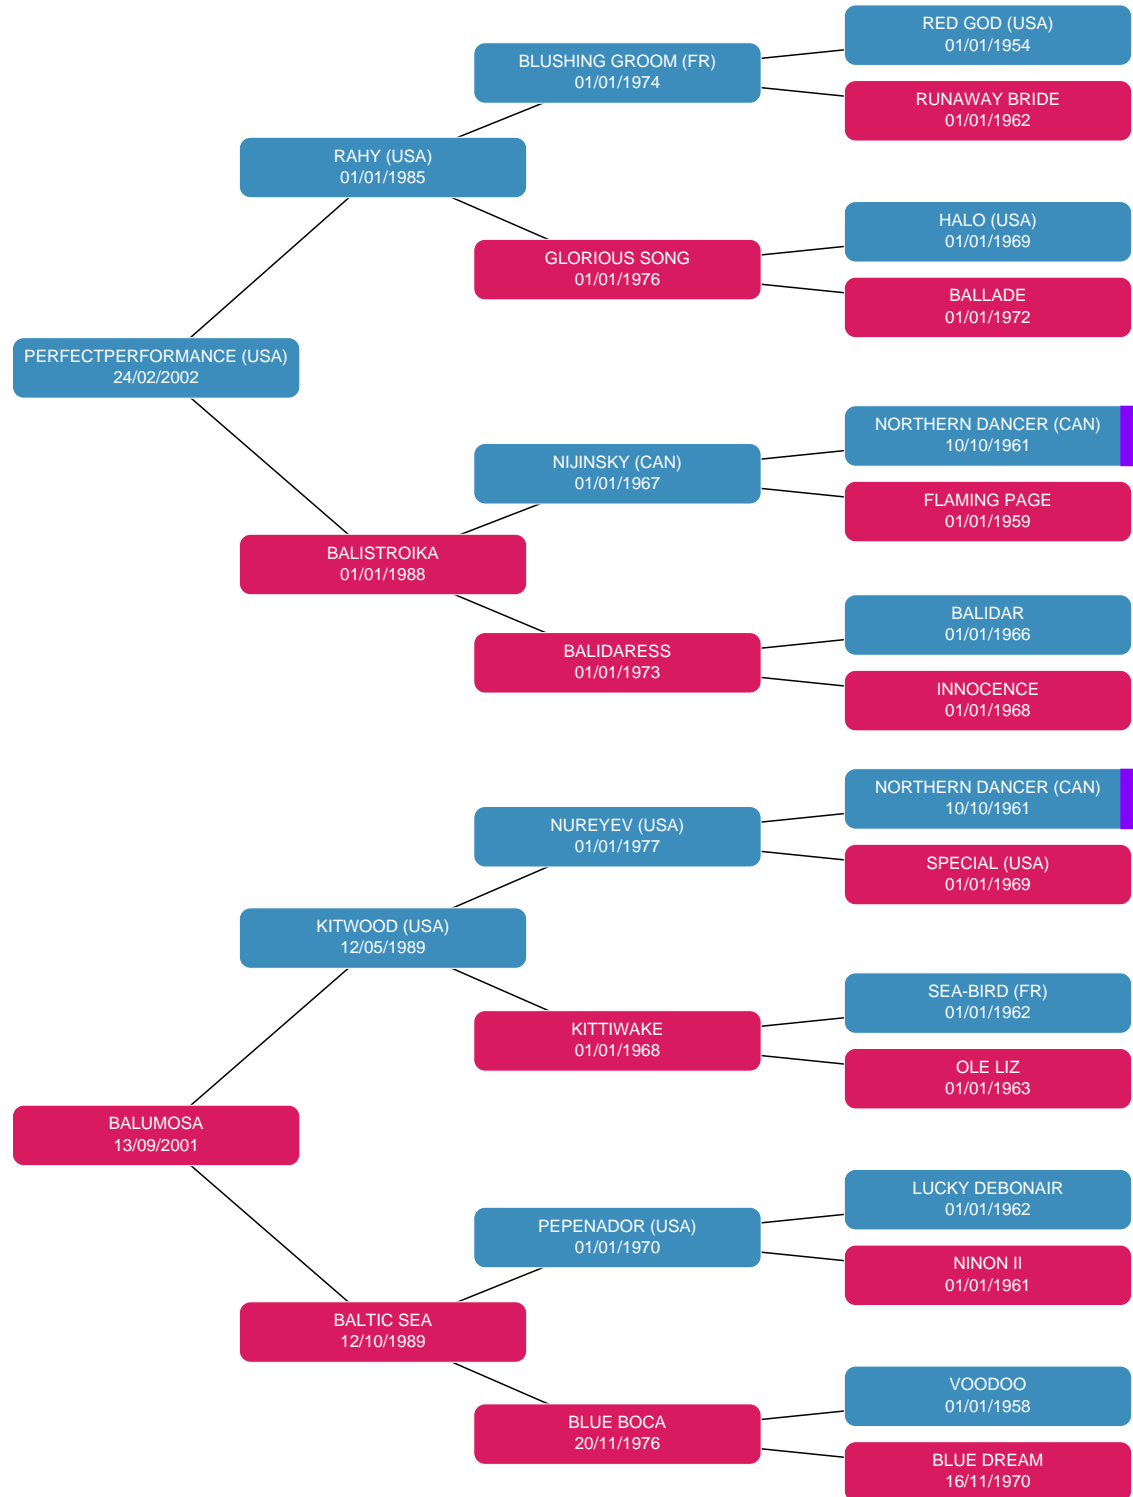 RED GOD (USA)
01/01/1954
BLUSHING GROOM (FR)
01/01/1974
RUNAWAY BRIDE
01/01/1962
RAHY (USA)
01/01/1985
HALO (USA)
01/01/1969
GLORIOUS SONG
01/01/1976
BALLADE
01/01/1972
PERFECTPERFORMANCE (USA)
24/02/2002
NORTHERN DANCER (CAN)
10/10/1961
NIJINSKY (CAN)
01/01/1967
FLAMING PAGE
01/01/1959
BALISTROIKA
01/01/1988
BALIDAR
01/01/1966
BALIDARESS
01/01/1973
INNOCENCE
01/01/1968
NORTHERN DANCER (CAN)
10/10/1961
NUREYEV (USA)
01/01/1977
SPECIAL (USA)
01/01/1969
KITWOOD (USA)
12/05/1989
SEA-BIRD (FR)
01/01/1962
KITTIWAKE
01/01/1968
OLE LIZ
01/01/1963
BALUMOSA
13/09/2001
LUCKY DEBONAIR
01/01/1962
PEPENADOR (USA)
01/01/1970
NINON II
01/01/1961
BALTIC SEA
12/10/1989
VOODOO
01/01/1958
BLUE BOCA
20/11/1976
BLUE DREAM
16/11/1970